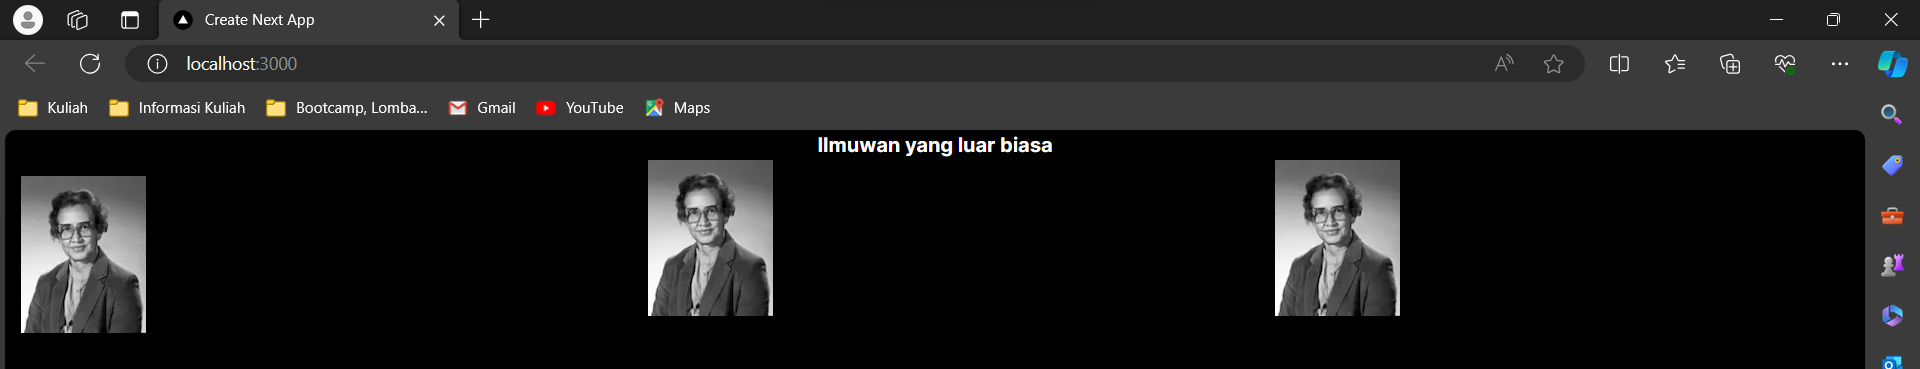 Create Next App
localhost:3000
Kuliah
Informasi Kuliah
Bootcamp, Lomba...
Gmail
YouTube
Maps
Ilmuwan yang luar biasa